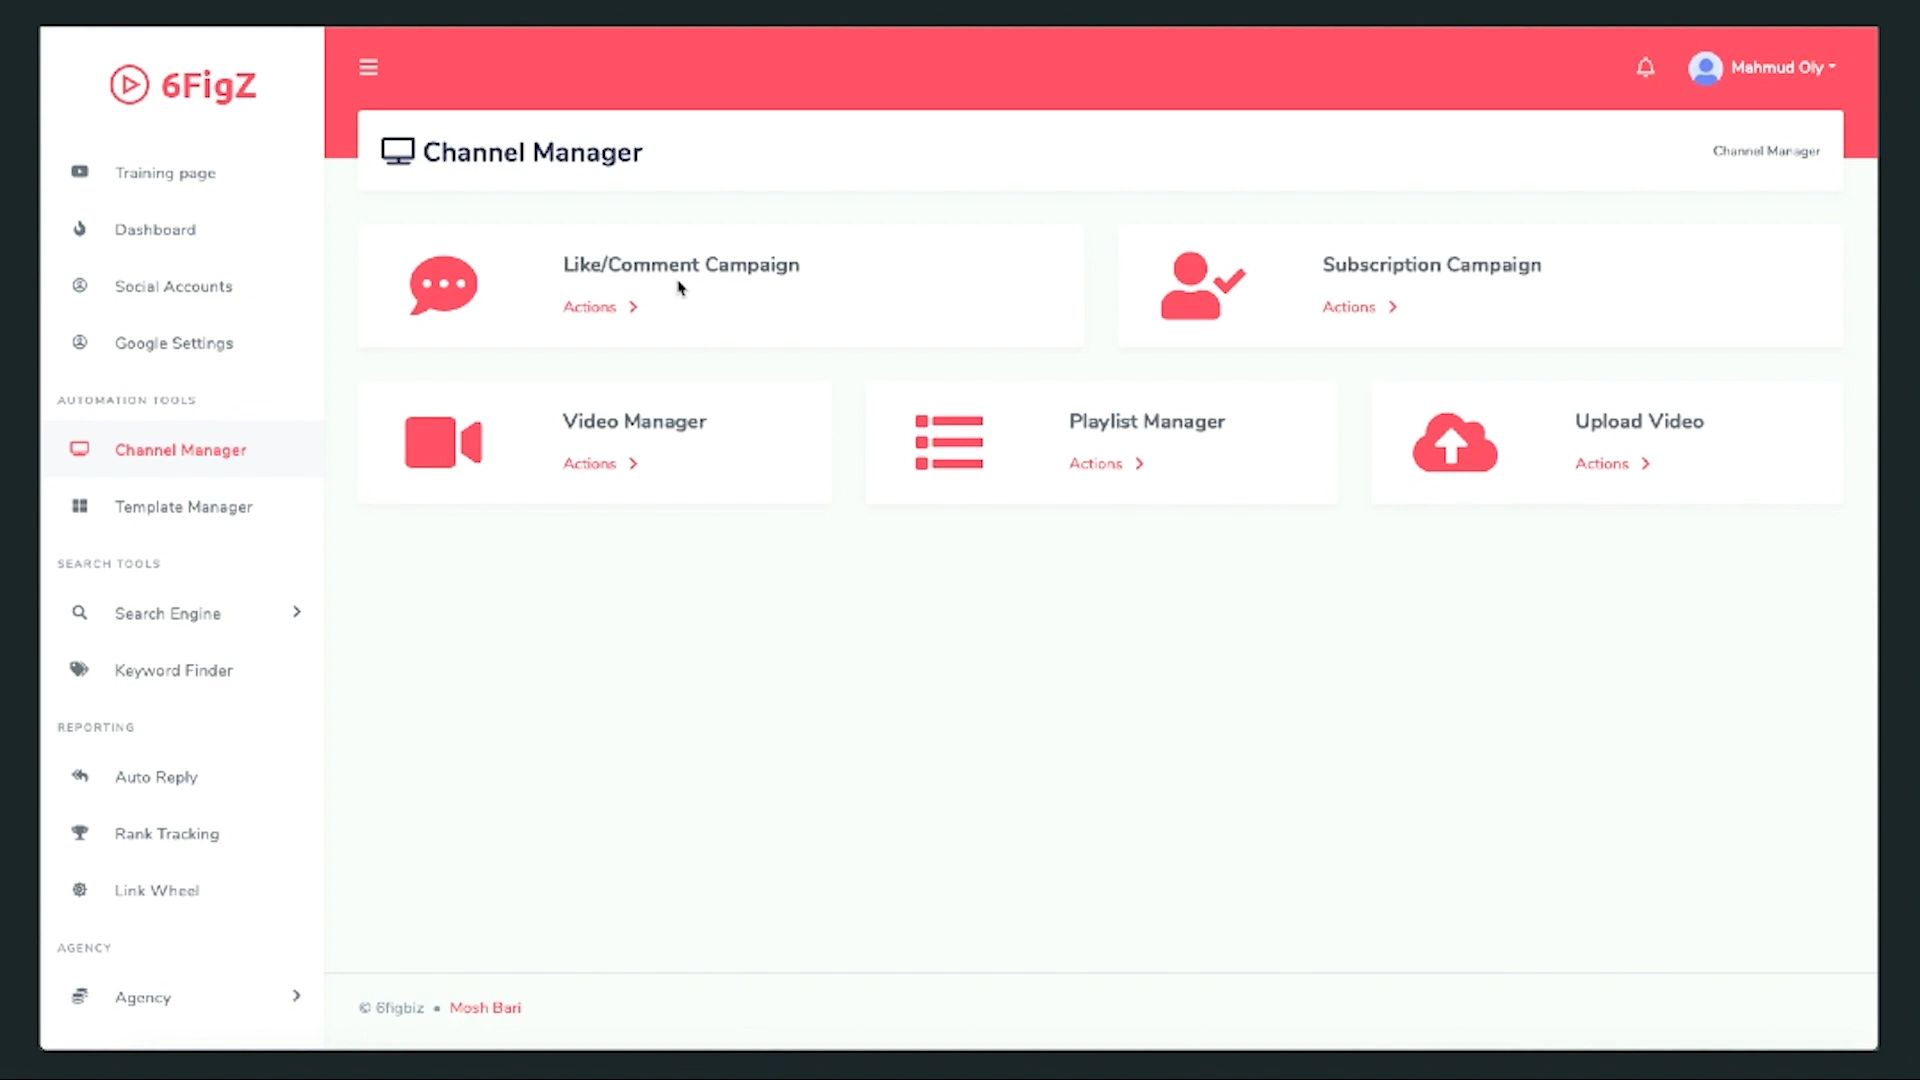 6FigZ
Mahmud Oly
Channel Manager
Channel Manager
Training page
Dashboard
Social Accounts
Google Settings
AUTOMATION TOOLS
Channel Manager
Template Manager
SEARCH TOOLS
Search Engine
Keyword Finder
REPORTING
Auto Reply
Rank Tracking
Link Wheel
AGENCY
Agency
Like/Comment Campaign
Actions
Subscription Campaign
Actions
Video Manager
Actions
Playlist Manager
Actions
Upload Video
Actions
© 6figbiz • Mosh Bari